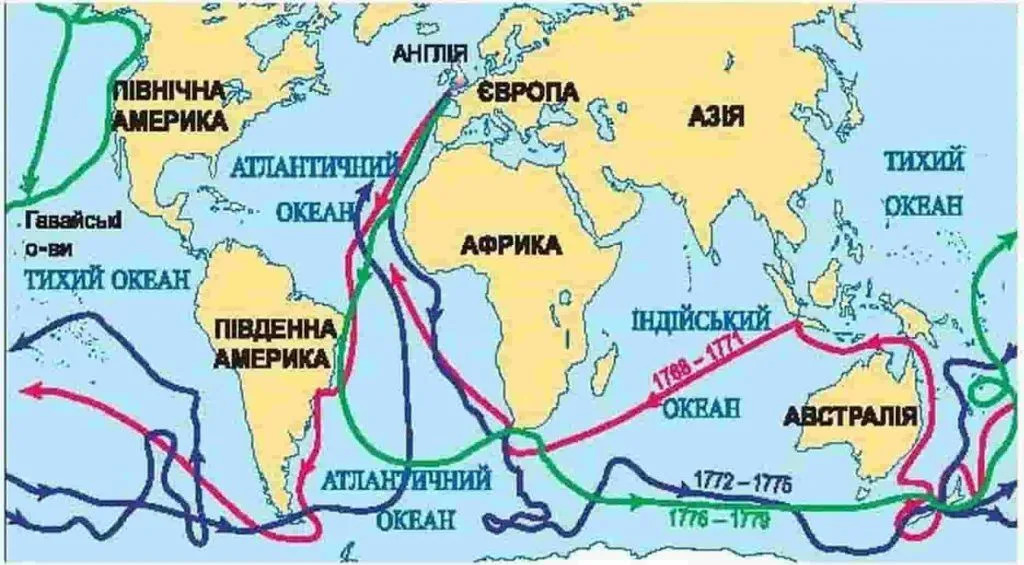 АНГЛІЯ
ПІВНІЧНА
АМЕРИКА
ЄВРОПА
АЗІЯ
АТЛАНТИЧНИЙ
ОКЕАН
ТИХИЙ
ОКЕАН
Гавайські
о-ви
ТИХИЙ ОКЕАН
АФРИКА
ПІВДЕННА
АМЕРИКА
ІНДІЙСЬКИЙ
ОКЕАН
1768 – 1771
АВСТРАЛІЯ
АТЛАНТИЧНИЙ
ОКЕАН
1772 – 1775
1776 – 1779